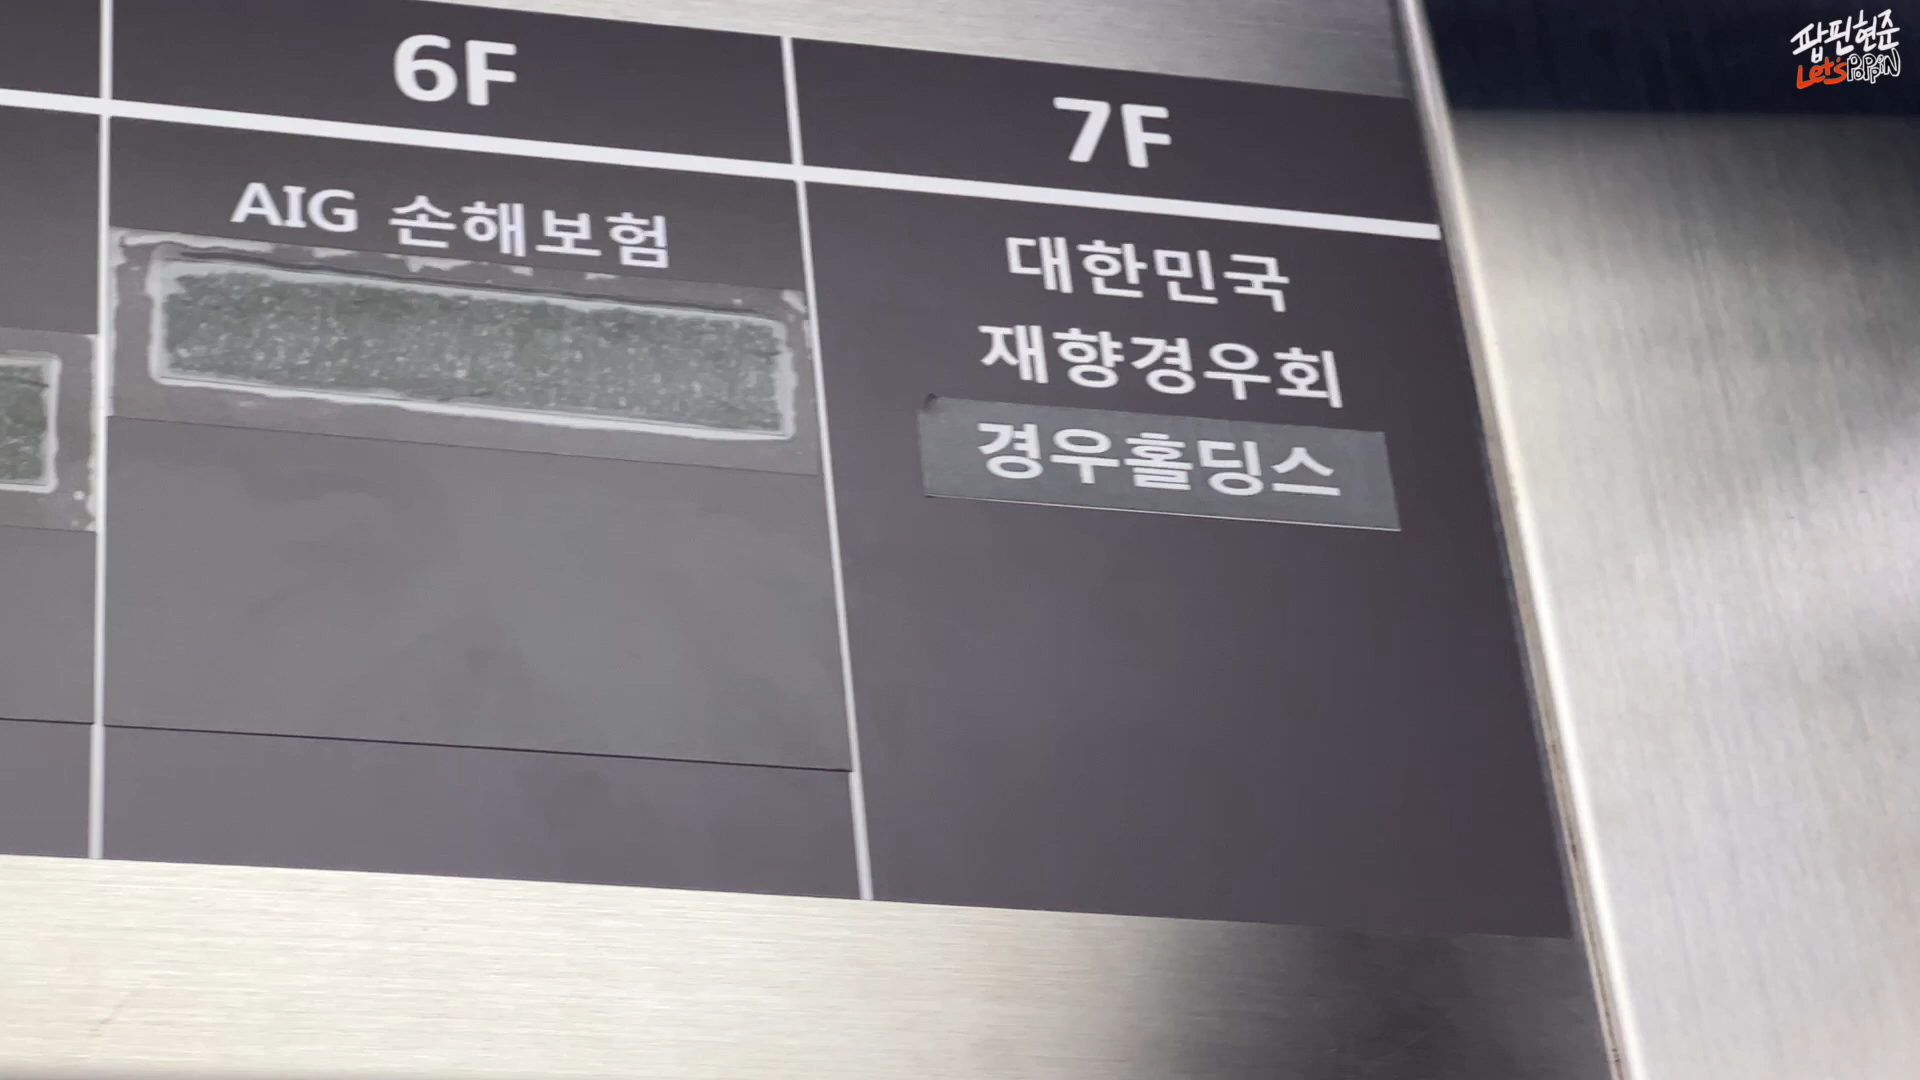 6F
AIG 손해보험
7F
대한민국
재향경우회
경우홀딩스
팝핀현준
Let's POPPiN